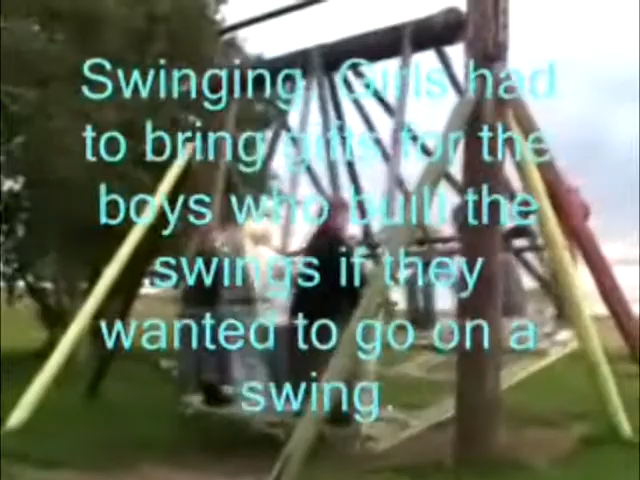 Swinging. Girls had
to bring gifts for the
boys who built the
swings if they
wanted to go on a
swing.